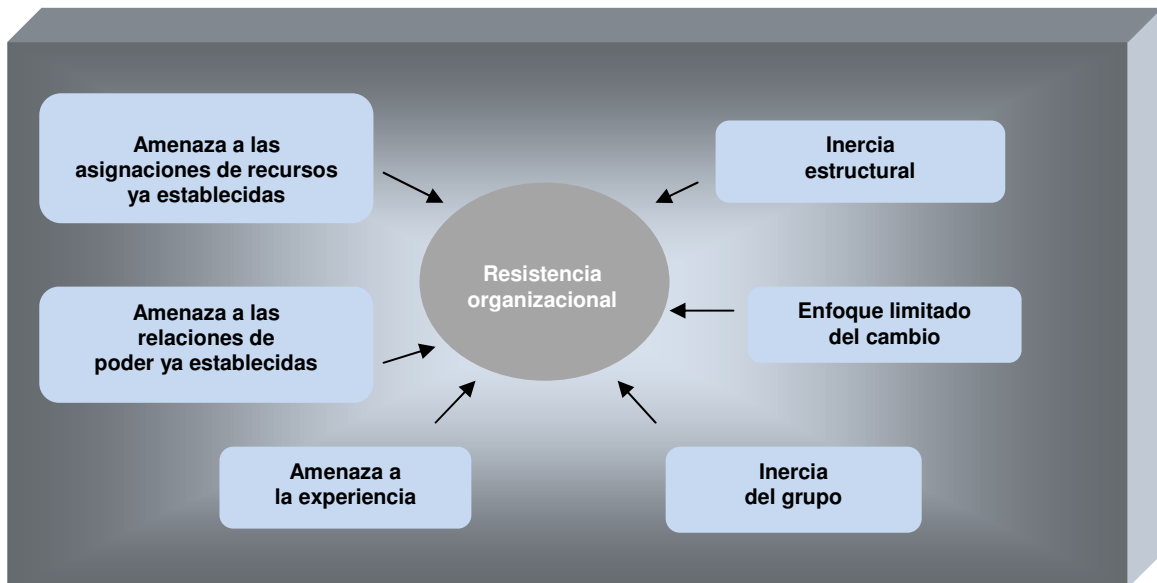 Amenaza a las
asignaciones de recursos
ya establecidas
Inercia
estructural
Resistencia
organizacional
Amenaza a las
relaciones de
poder ya establecidas
Enfoque limitado
del cambio
Amenaza a
la experiencia
Inercia
del grupo